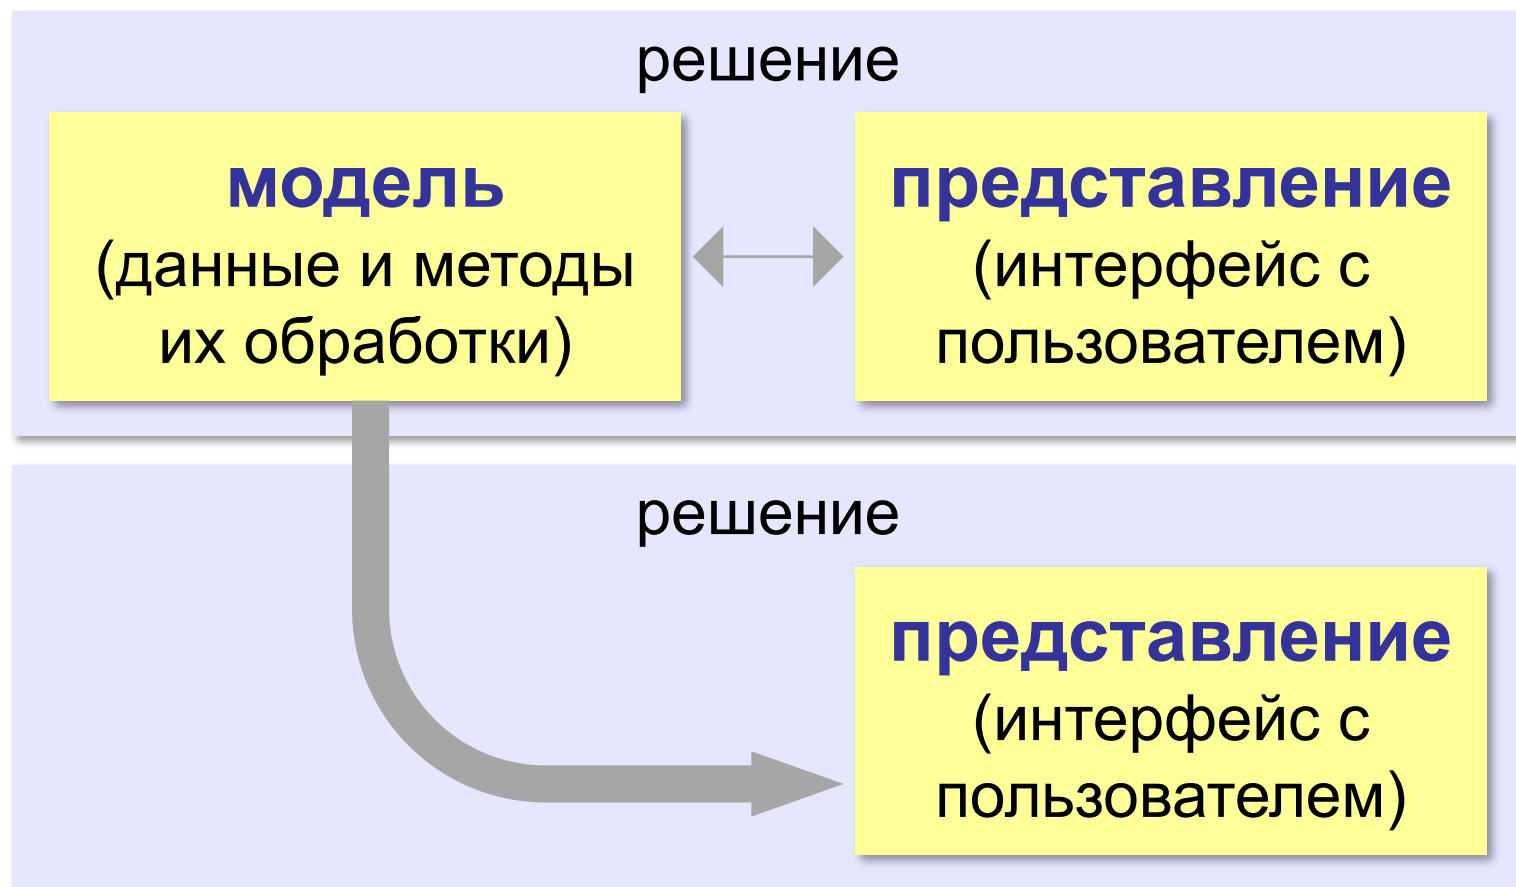 решение
модель
(данные и методы
их обработки)
представление
(интерфейс с
пользователем)
решение
представление
(интерфейс с
пользователем)